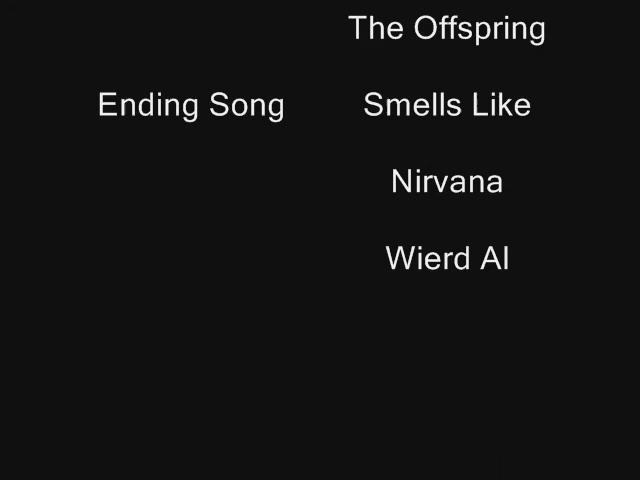 The Offspring
Ending Song Smells Like
Nirvana
Wierd Al